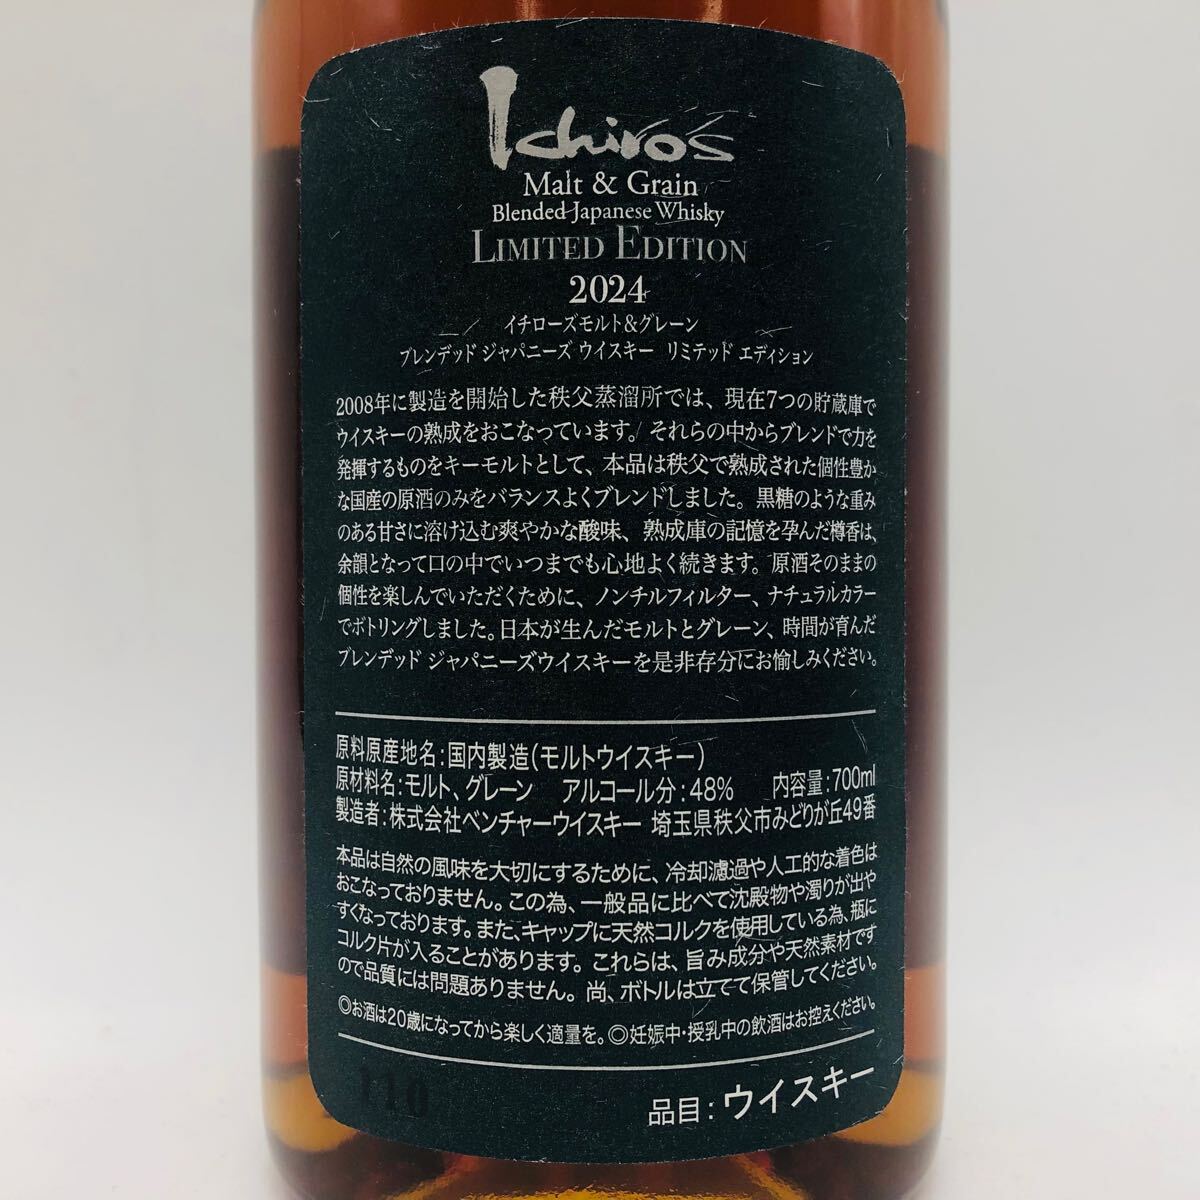 Ichiro's
Malt & Grain
Blended Japanese Whisky
LIMITED EDITION
2024
イチローズモルト&グレーン
ブレンデッド ジャパニーズ ウイスキー リミテッド エディション
2008年に製造を開始した秩父蒸溜所では、現在7つの貯蔵庫で
ウイスキーの熟成をおこなっています。それらの中からブレンドで力を
発揮するものをキーモルトとして、本品は秩父で熟成された個性豊か
な国産の原酒のみをバランスよくブレンドしました。黒糖のような重み
のある甘さに溶け込む爽やかな酸味、熟成庫の記憶を孕んだ樽香は、
余韻となって口の中でいつまでも心地よく続きます。原酒そのままの
個性を楽しんでいただくために、ノンチルフィルター、ナチュラルカラー
でボトリングしました。日本が生んだモルトとグレーン、時間が育んだ
ブレンデッド ジャパニーズウイスキーを是非存分にお愉しみください。
原料原産地名:国内製造(モルトウイスキー)
原材料名:モルト、グレーン アルコール分:48% 内容量:700ml
製造者:株式会社ベンチャーウイスキー 埼玉県秩父市みどりが丘49番
本品は自然の風味を大切にするために、冷却濾過や人工的な着色は
おこなっておりません。この為、一般品に比べて沈殿物や濁りが出や
すくなっております。また、キャップに天然コルクを使用している為、瓶に
コルク片が入ることがあります。これらは、旨み成分や天然素材です
ので品質には問題ありません。尚、ボトルは立てて保管してください。
◎お酒は20歳になってから楽しく適量を。◎妊娠中・授乳中の飲酒はお控えください。
110
品目:ウイスキー